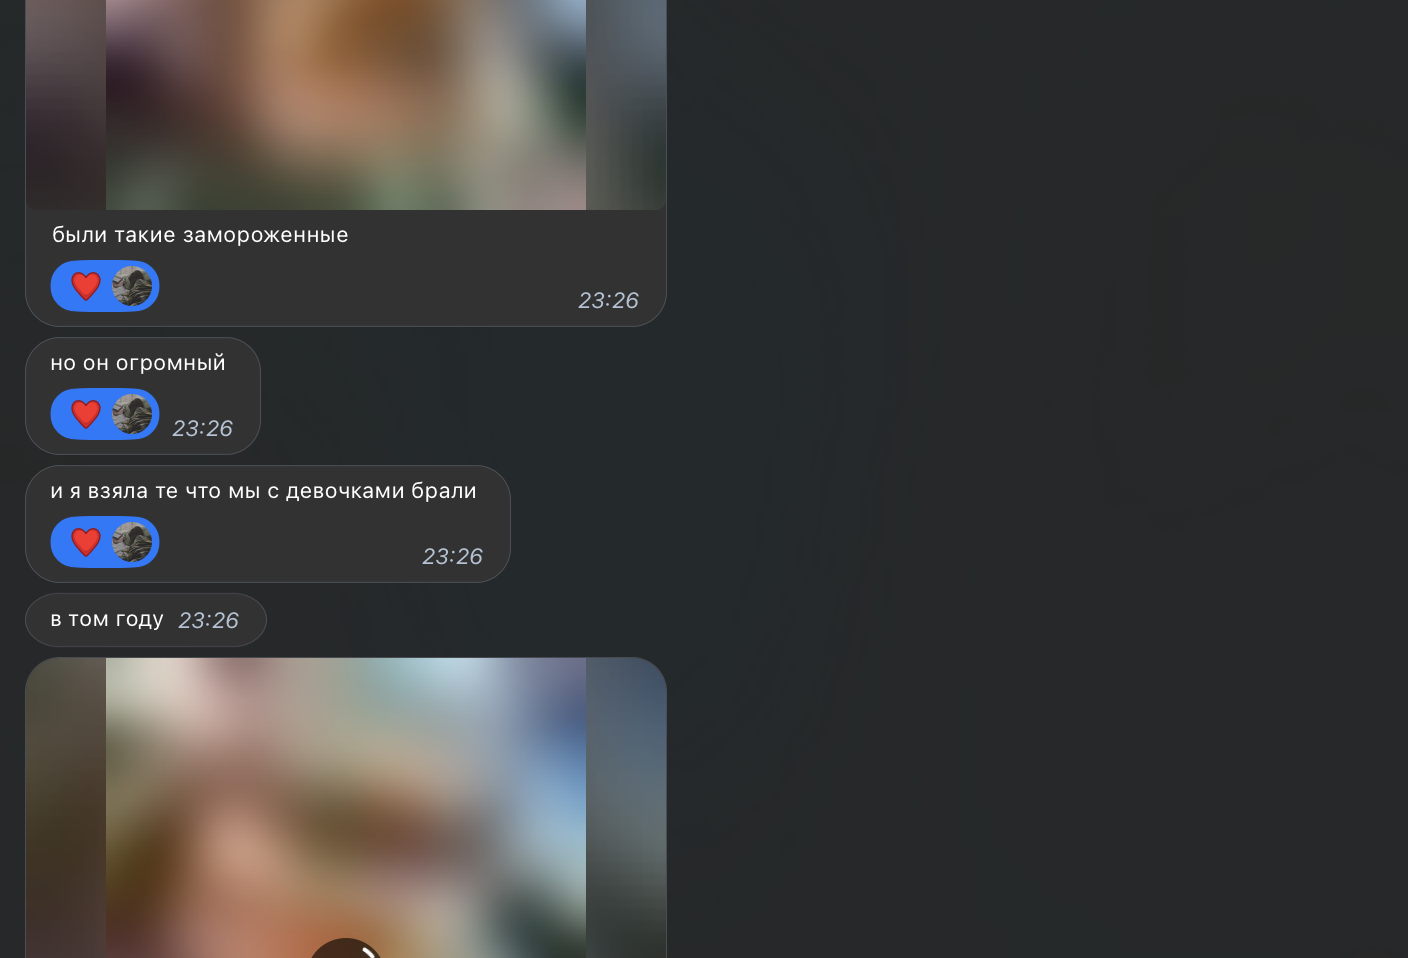 были такие замороженные
23:26
но он огромный
23:26
и я взяла те что мы с девочками брали
23:26
в том году 23:26